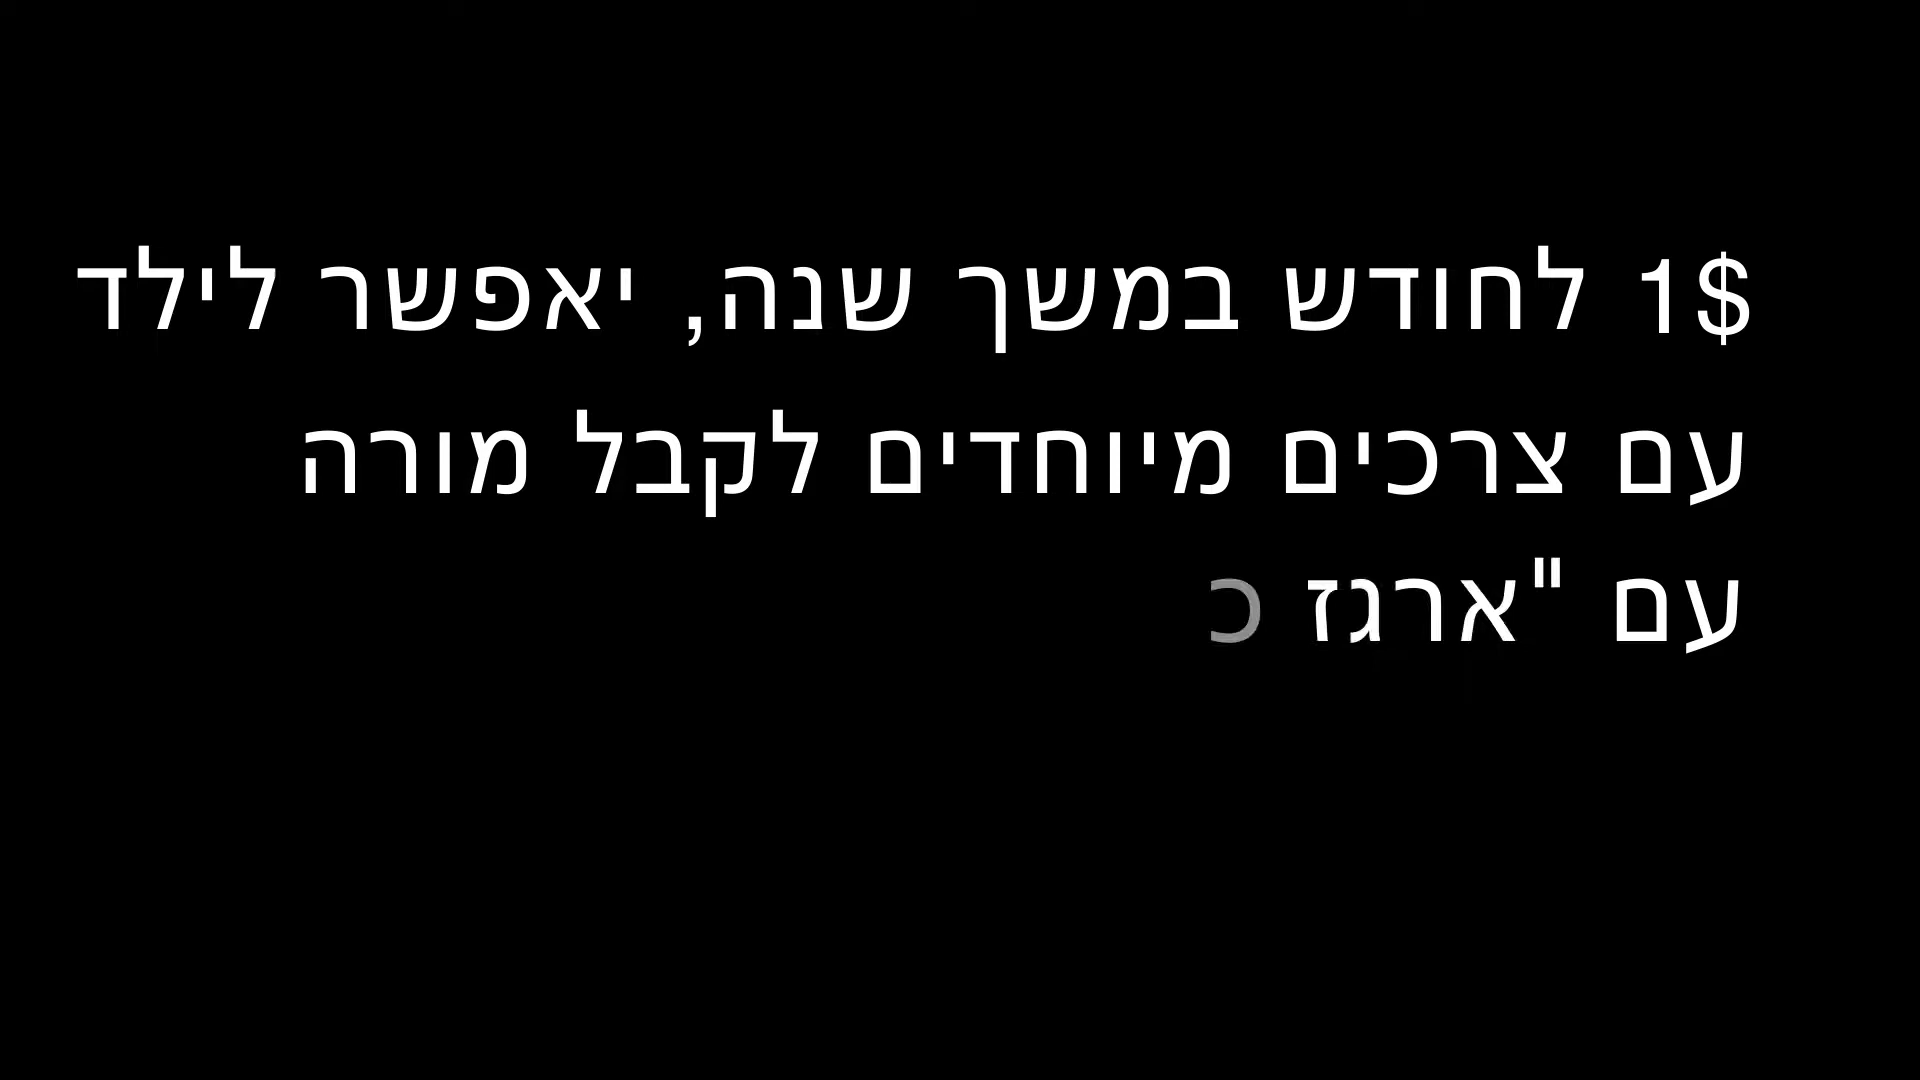 1$ לחודש במשך שנה, יאפשר לילד
עם צרכים מיוחדים לקבל מורה
עם "ארגז כ